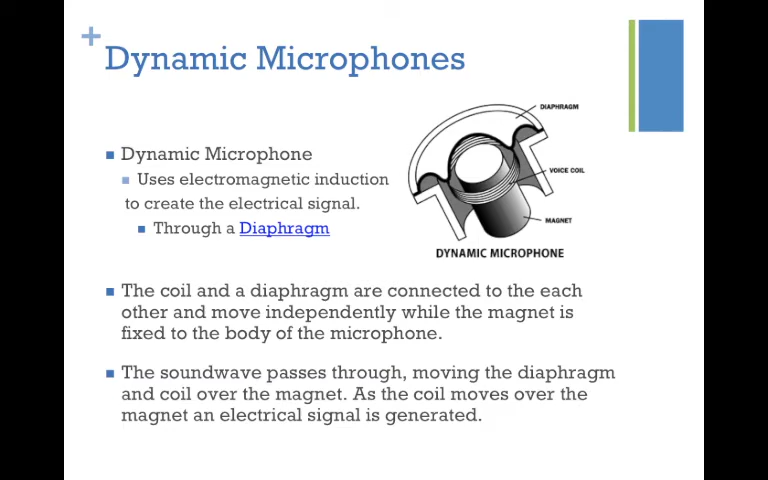 +
Dynamic Microphones
Dynamic Microphone
Uses electromagnetic induction
to create the electrical signal.
Through a Diaphragm
DIAPHRAGM
VOICE COIL
MAGNET
DYNAMIC MICROPHONE
The coil and a diaphragm are connected to the each
other and move independently while the magnet is
fixed to the body of the microphone.
The soundwave passes through, moving the diaphragm
and coil over the magnet. As the coil moves over the
magnet an electrical signal is generated.